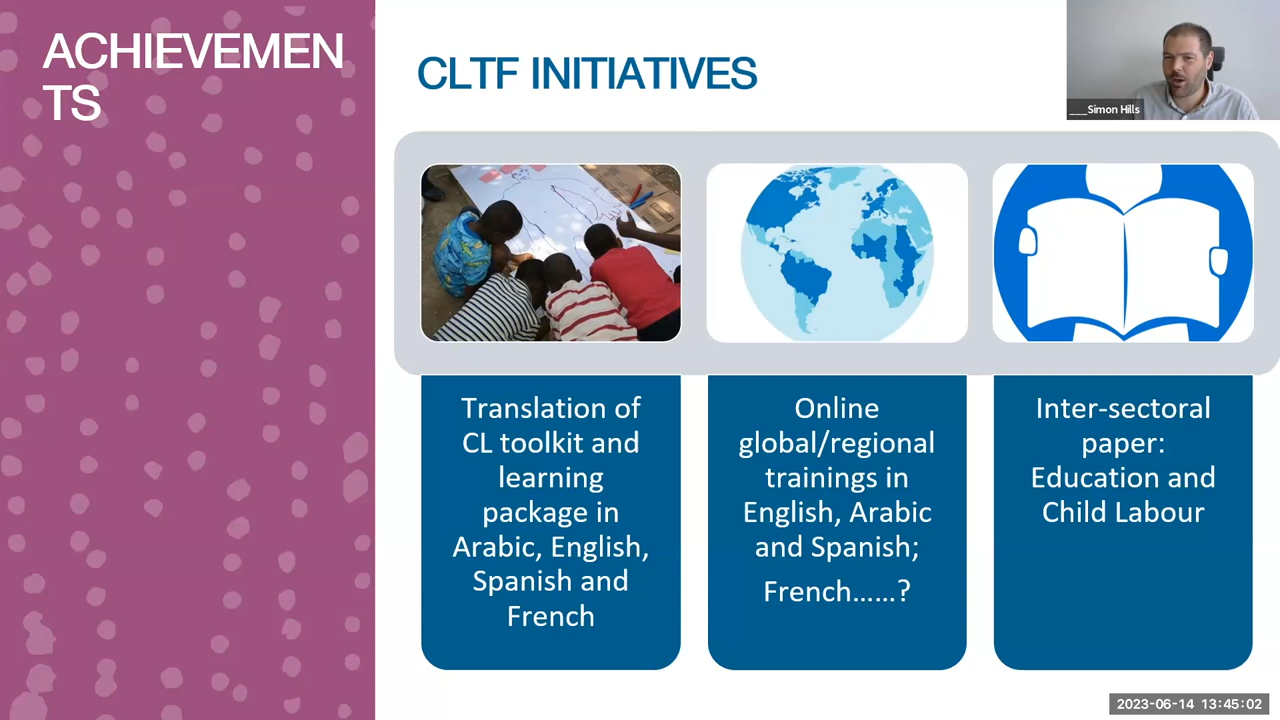 ACHIEVEMEN
TS
CLTF INITIATIVES
___Simon Hills
Translation of
CL toolkit and
learning
package in
Arabic, English,
Spanish and
French
Online
global/regional
trainings in
English, Arabic
and Spanish;
French……?
Inter-sectoral
paper:
Education and
Child Labour
2023-06-14 13:45:02